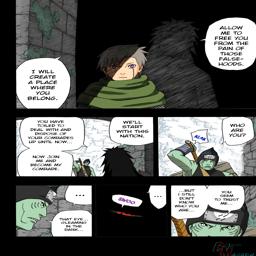 ALLOW
ME TO FREE
YOU FROM
THE PAIN OF
THOSE
FALSE-
HOODS.
I WILL
CREATE A
PLACE
WHERE YOU
BELONG.
YOU HAVE
TOILED TO
DEAL WITH AND
DISPOSE OF
YOUR COMRADES
UP UNTIL NOW...
NOW JOIN
ME AND
BECOME MY
COMRADE.
WE'LL
START WITH
THIS
NATION.
WHO
ARE
YOU?
THAT
EYE
GLEAMING
IN THE
DARK...
...
...BUT
I STILL
DON'T
KNOW
WHO YOU
ARE...
YOU
SEEM
TO TRUST
ME...